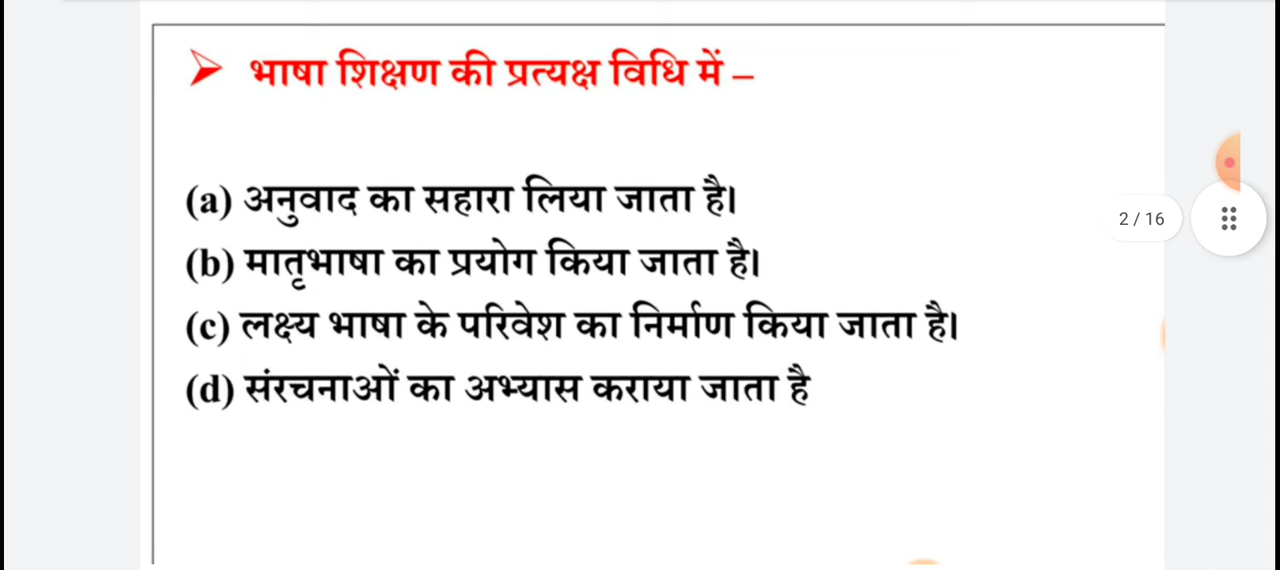 ➤ भाषा शिक्षण की प्रत्यक्ष विधि में –
(a) अनुवाद का सहारा लिया जाता है।
(b) मातृभाषा का प्रयोग किया जाता है।
2 / 16
(c) लक्ष्य भाषा के परिवेश का निर्माण किया जाता है।
(d) संरचनाओं का अभ्यास कराया जाता है